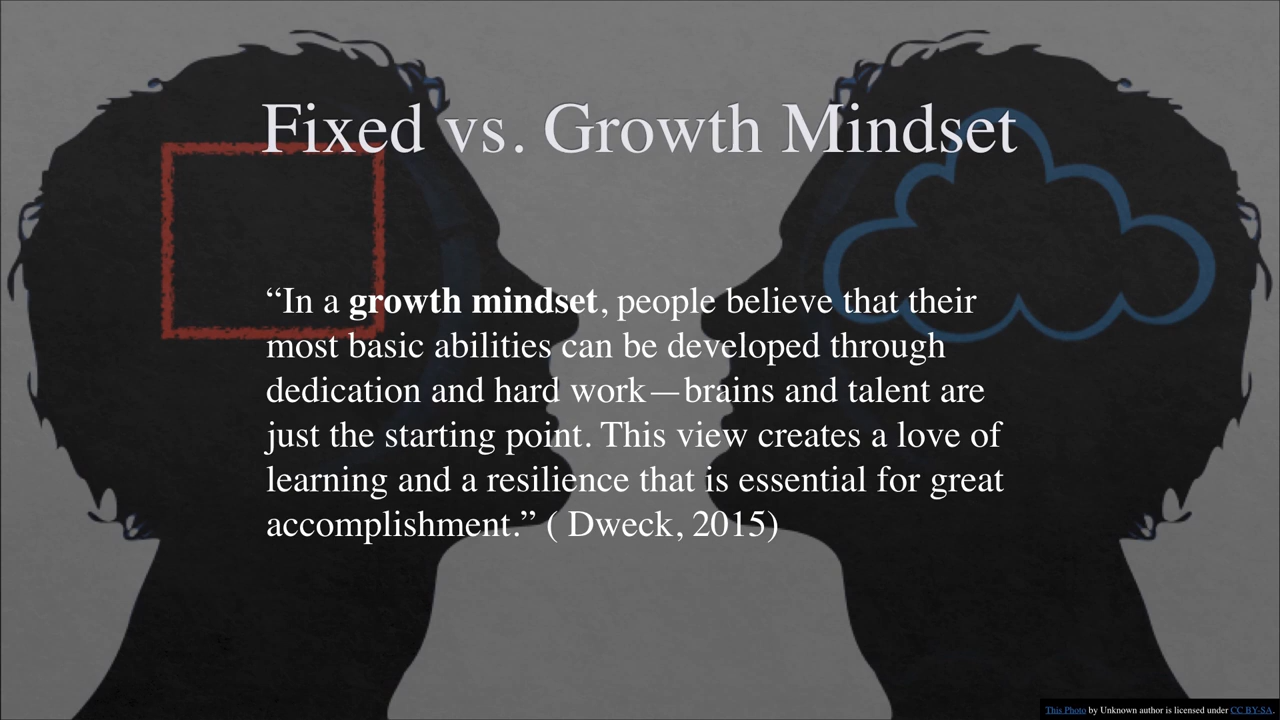 Fixed vs. Growth Mindset
“In a growth mindset, people believe that their
most basic abilities can be developed through
dedication and hard work—brains and talent are
just the starting point. This view creates a love of
learning and a resilience that is essential for great
accomplishment.” ( Dweck, 2015)
This Photo by Unknown author is licensed under CC BY-SA.